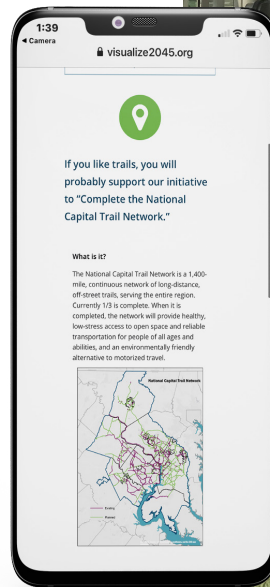 1:39
◀ Camera
visualize2045.org
If you like trails, you will
probably support our initiative
to “Complete the National
Capital Trail Network.”
What is it?
The National Capital Trail Network is a 1,400-
mile, continuous network of long-distance,
off-street trails, serving the entire region.
Currently 1/3 is complete. When it is
completed, the network will provide healthy,
low-stress access to open space and reliable
transportation for people of all ages and
abilities, and an environmentally friendly
alternative to motorized travel.
National Capital Trail Network
Existing
Planned